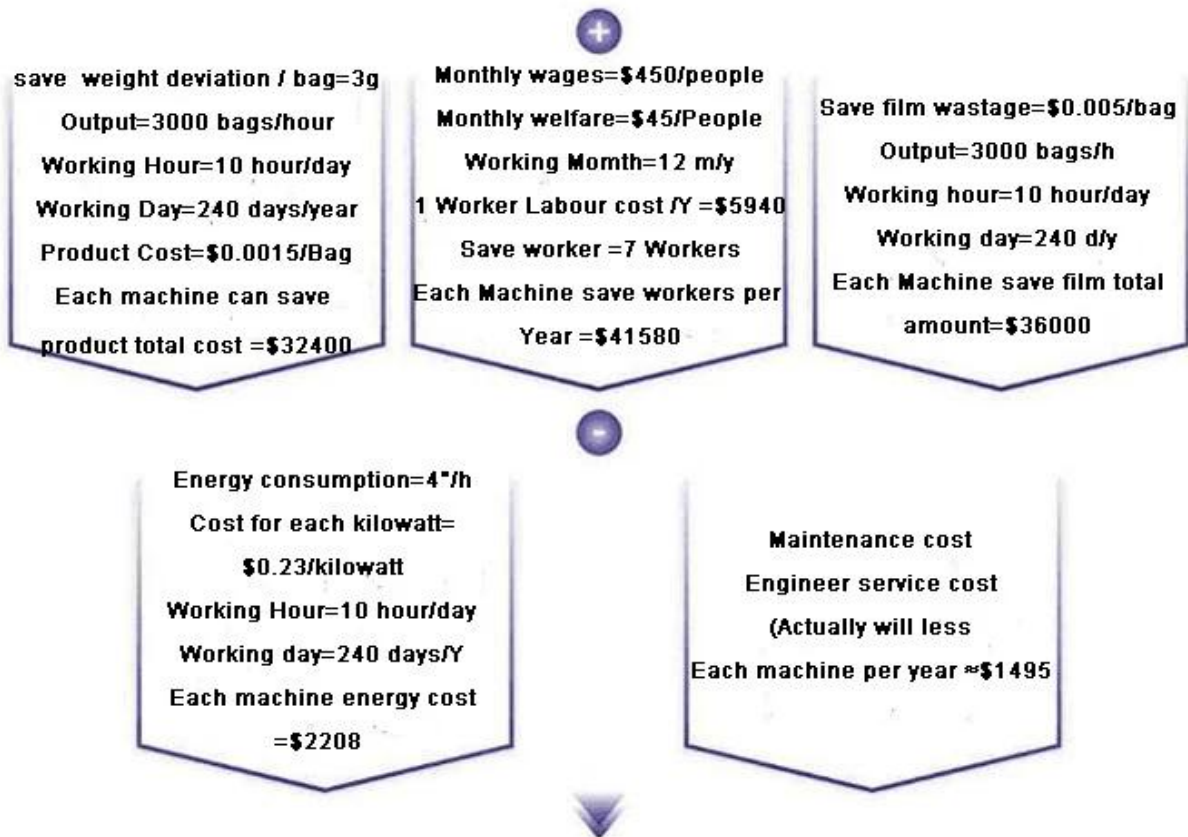 +
save weight deviation / bag=3g
Output=3000 bags/hour
Working Hour=10 hour/day
Working Day=240 days/year
Product Cost=$0.0015/Bag
Each machine can save
product total cost =$32400
Monthly wages=$450/people
Monthly welfare=$45/People
Working Momth=12 m/y
1 Worker Labour cost /Y =$5940
Save worker =7 Workers
Each Machine save workers per
Year =$41580
Save film wastage=$0.005/bag
Output=3000 bags/h
Working hour=10 hour/day
Working day=240 d/y
Each Machine save film total
amount=$36000
-
Energy consumption=4"/h
Cost for each kilowatt=
$0.23/kilowatt
Working Hour=10 hour/day
Working day=240 days/Y
Each machine energy cost
=$2208
Maintenance cost
Engineer service cost
(Actually will less
Each machine per year ≈$1495